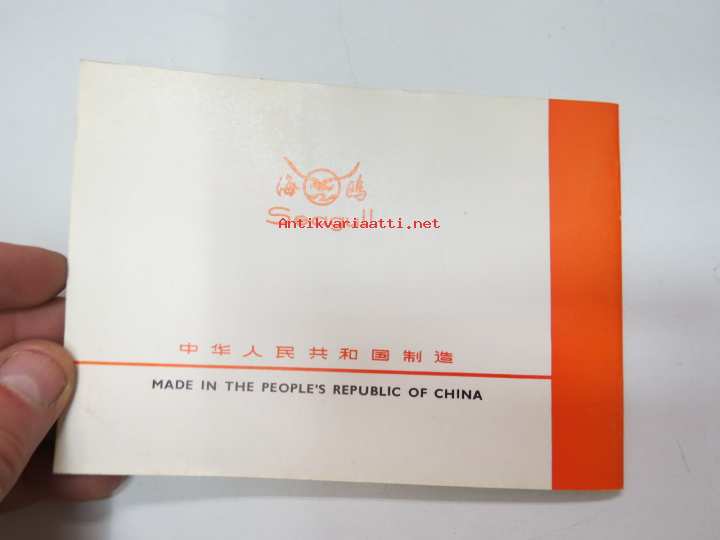 海鸥
Seagull
Antikvariaatti.net
中华人民共和国制造
MADE IN THE PEOPLE'S REPUBLIC OF CHINA